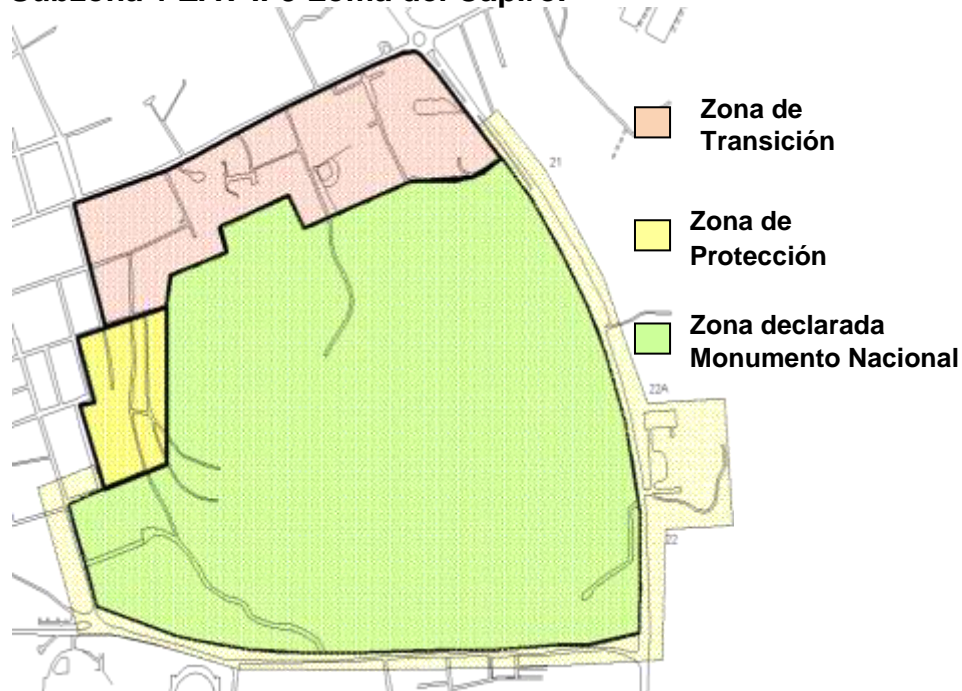 Zona de
Transición
21
Zona de
Protección
Zona declarada
Monumento Nacional
22A
22